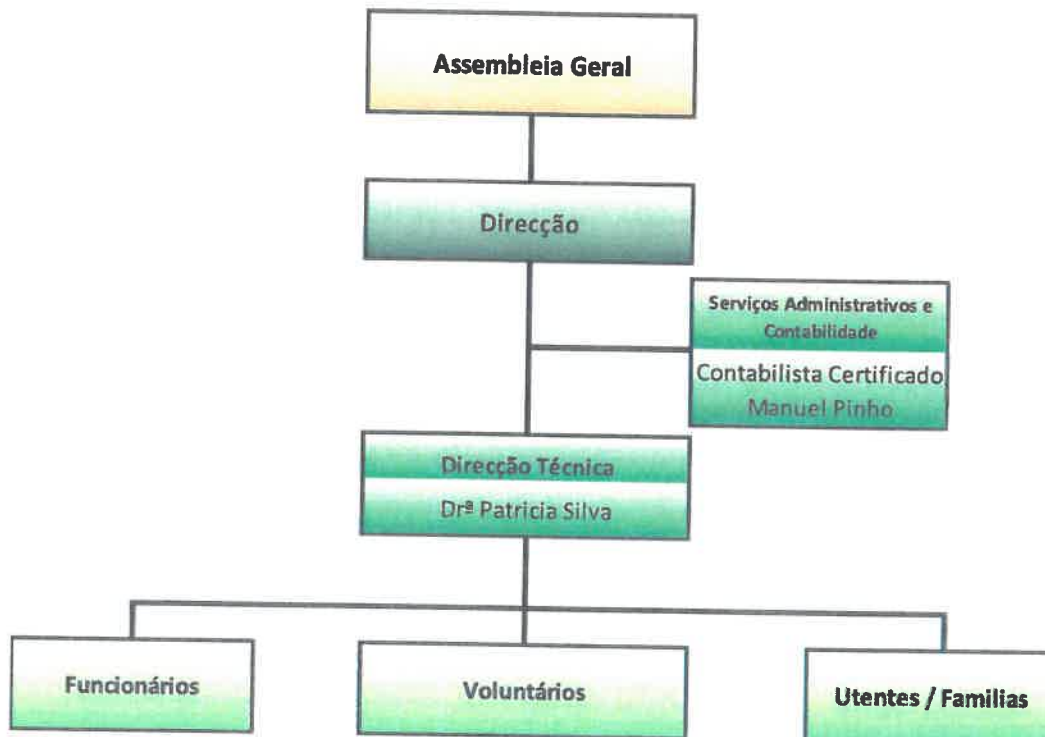 Assembleia Geral
Direcção
Serviços Administrativos e
Contabilidade
Contabilista Certificado
Manuel Pinho
Direcção Técnica
Drª Patricia Silva
Funcionários
Voluntários
Utentes / Familias